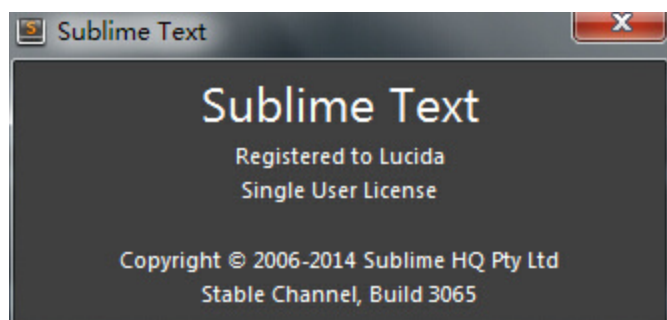 Sublime Text
Sublime Text
Registered to Lucida
Single User License
Copyright © 2006-2014 Sublime HQ Pty Ltd
Stable Channel, Build 3065